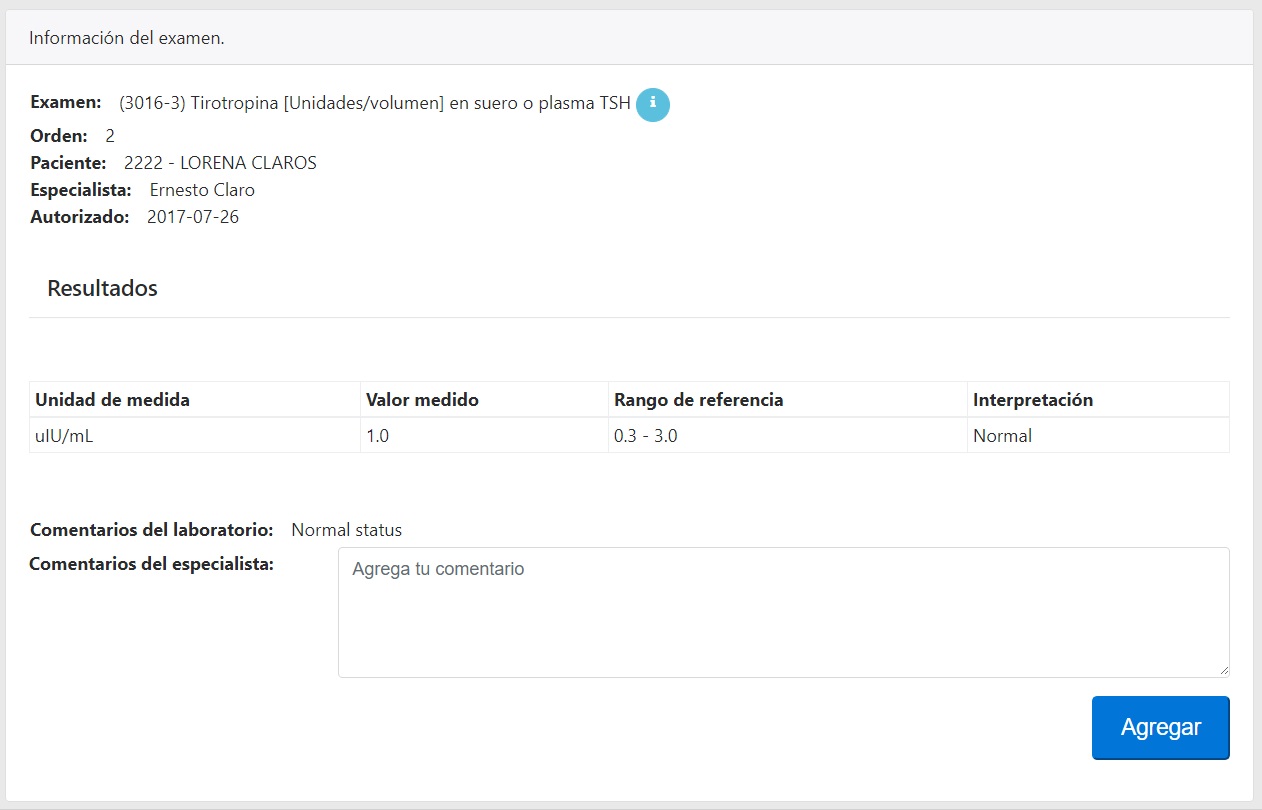 Información del examen.
Examen: (3016-3) Tirotropina [Unidades/volumen] en suero o plasma TSH i
Orden: 2
Paciente: 2222 - LORENA CLAROS
Especialista: Ernesto Claro
Autorizado: 2017-07-26
Resultados
Unidad de medida Valor medido Rango de referencia Interpretación
uIU/mL 1.0 0.3 - 3.0 Normal
Comentarios del laboratorio: Normal status
Comentarios del especialista: Agrega tu comentario
Agregar